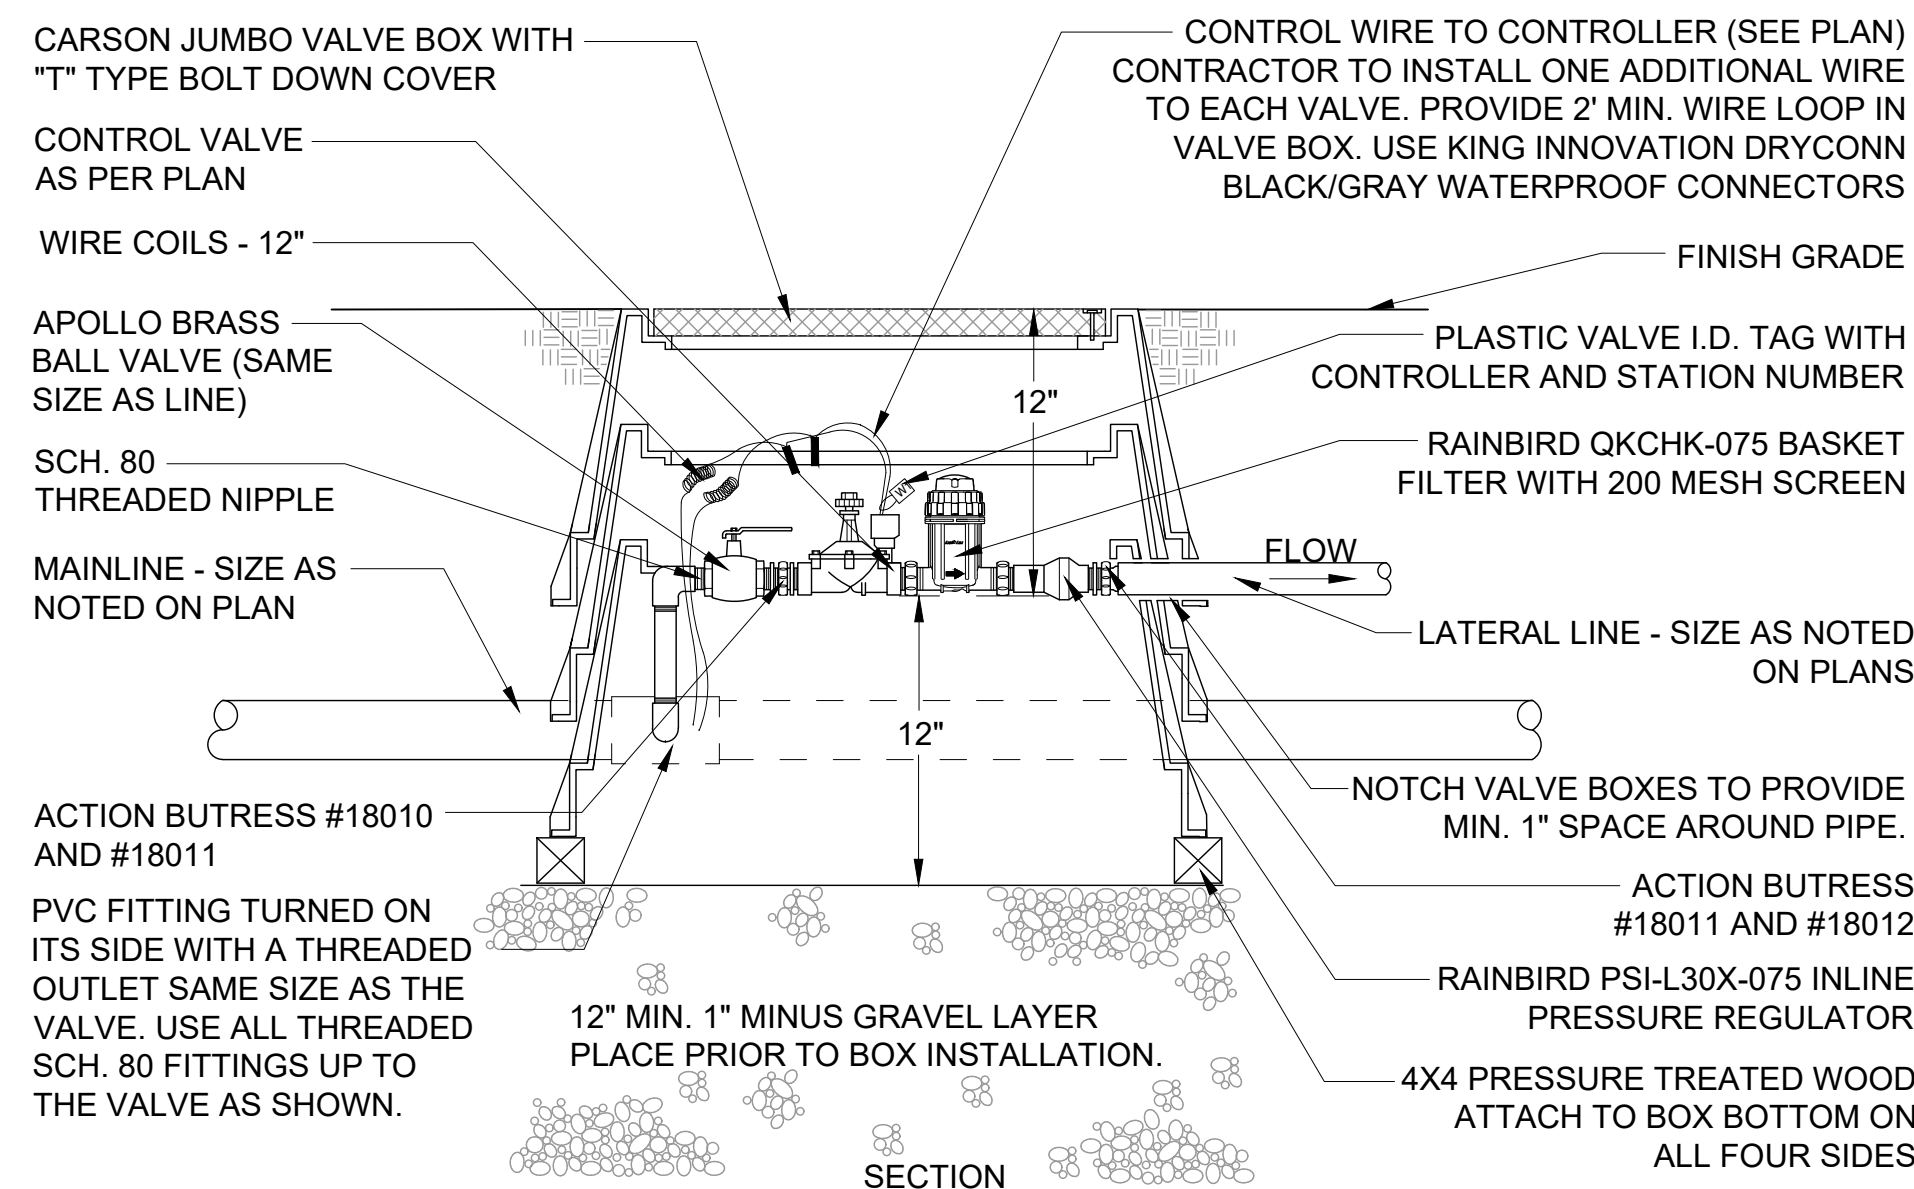 CARSON JUMBO VALVE BOX WITH
"T" TYPE BOLT DOWN COVER
CONTROL VALVE
AS PER PLAN
WIRE COILS - 12"
APOLLO BRASS
BALL VALVE (SAME
SIZE AS LINE)
SCH. 80
THREADED NIPPLE
MAINLINE - SIZE AS
NOTED ON PLAN
ACTION BUTRESS #18010
AND #18011
PVC FITTING TURNED ON
ITS SIDE WITH A THREADED
OUTLET SAME SIZE AS THE
VALVE. USE ALL THREADED
SCH. 80 FITTINGS UP TO
THE VALVE AS SHOWN.
12"
W
12"
FLOW
12" MIN. 1" MINUS GRAVEL LAYER
PLACE PRIOR TO BOX INSTALLATION.
SECTION
CONTROL WIRE TO CONTROLLER (SEE PLAN)
CONTRACTOR TO INSTALL ONE ADDITIONAL WIRE
TO EACH VALVE. PROVIDE 2' MIN. WIRE LOOP IN
VALVE BOX. USE KING INNOVATION DRYCONN
BLACK/GRAY WATERPROOF CONNECTORS
FINISH GRADE
PLASTIC VALVE I.D. TAG WITH
CONTROLLER AND STATION NUMBER
RAINBIRD QKCHK-075 BASKET
FILTER WITH 200 MESH SCREEN
LATERAL LINE - SIZE AS NOTED
ON PLANS
NOTCH VALVE BOXES TO PROVIDE
MIN. 1" SPACE AROUND PIPE.
ACTION BUTRESS
#18011 AND #18012
RAINBIRD PSI-L30X-075 INLINE
PRESSURE REGULATOR
4X4 PRESSURE TREATED WOOD
ATTACH TO BOX BOTTOM ON
ALL FOUR SIDES